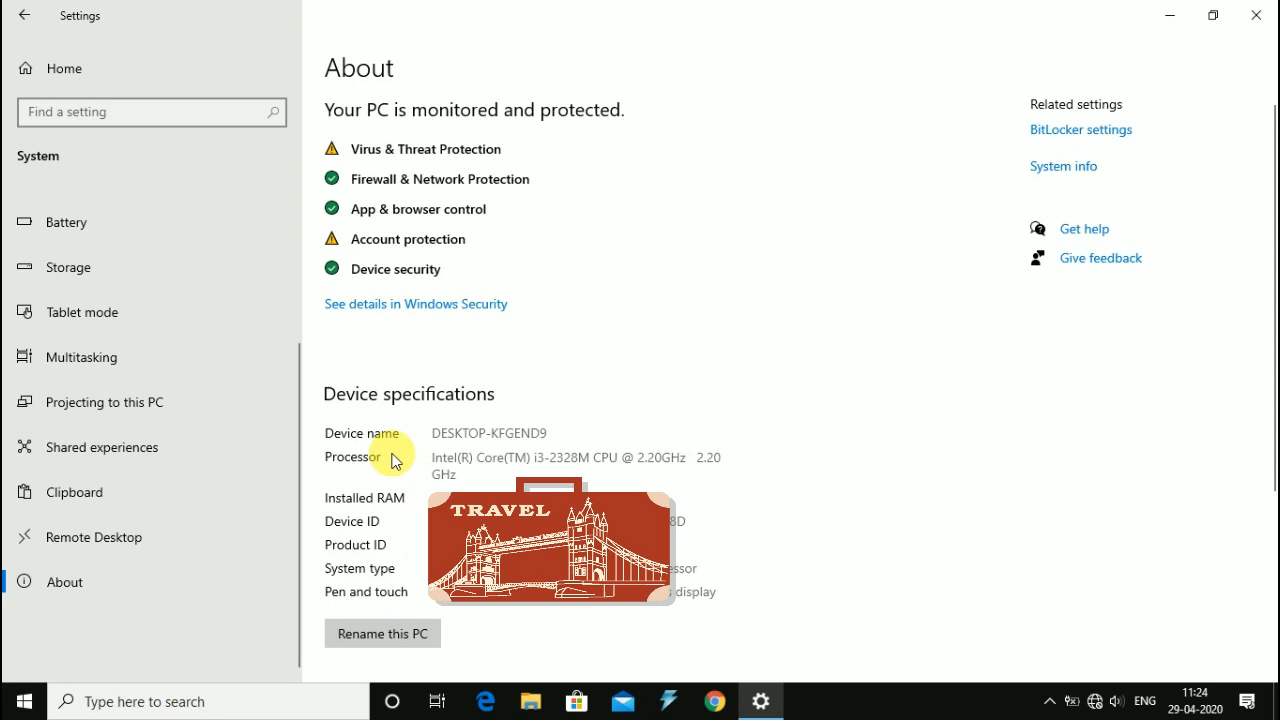 Settings
Home
Find a setting
System
Battery
Storage
Tablet mode
Multitasking
Projecting to this PC
Shared experiences
Clipboard
Remote Desktop
About
About
Your PC is monitored and protected.
Virus & Threat Protection
Firewall & Network Protection
App & browser control
Account protection
Device security
See details in Windows Security
Device specifications
Device name DESKTOP-KFGEND9
Processor Intel(R) Core(TM) i3-2328M CPU @ 2.20GHz 2.20
GHz
Installed RAM
Device ID 8D
Product ID
System type essor
Pen and touch display
TRAVEL
Rename this PC
Related settings
BitLocker settings
System info
Get help
Give feedback
Type here to search
ENG
11:24
29-04-2020